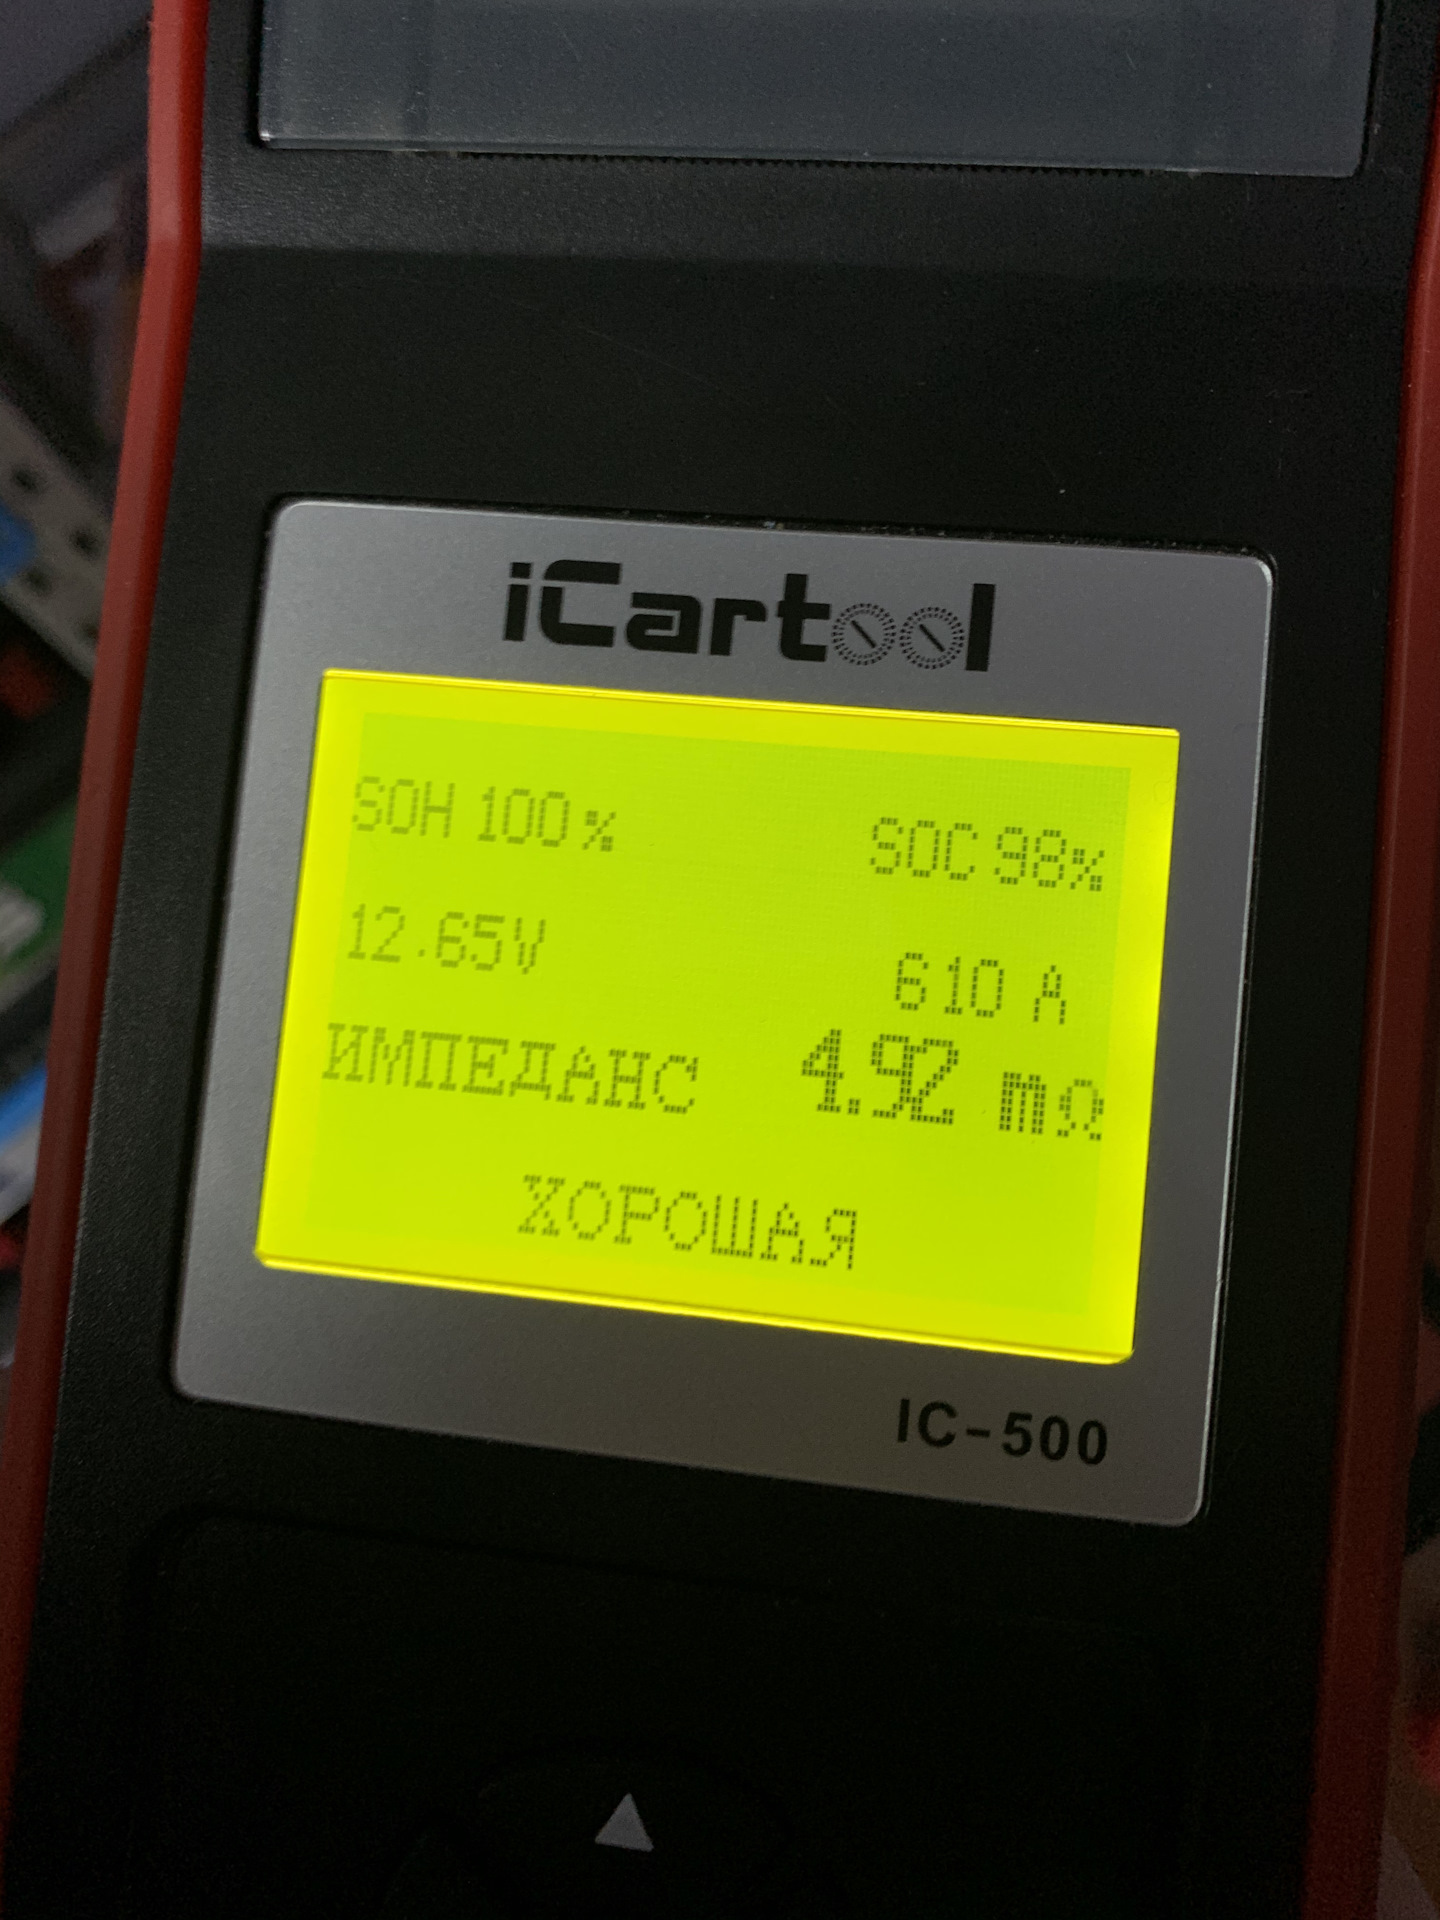 iCartool
SOH 100% SOC 98%
12.65V 610 A
ИМПЕДАНС 4.92 mΩ
ХОРОШАЯ
IC-500